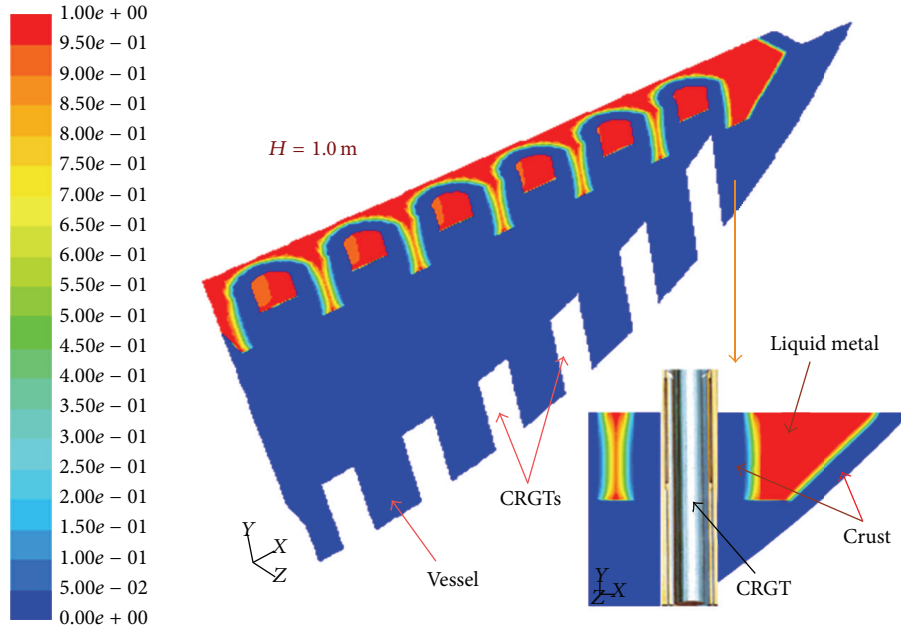 1.00e + 00
9.50e − 01
9.00e − 01
8.50e − 01
8.00e − 01
7.50e − 01
7.00e − 01
6.50e − 01
6.00e − 01
5.50e − 01
5.00e − 01
4.50e − 01
4.00e − 01
3.50e − 01
3.00e − 01
2.50e − 01
2.00e − 01
1.50e − 01
1.00e − 01
5.00e − 02
0.00e + 00
H = 1.0 m
Liquid metal
CRGTs
Crust
Y
X
Z
Vessel
Y
Z
X
CRGT